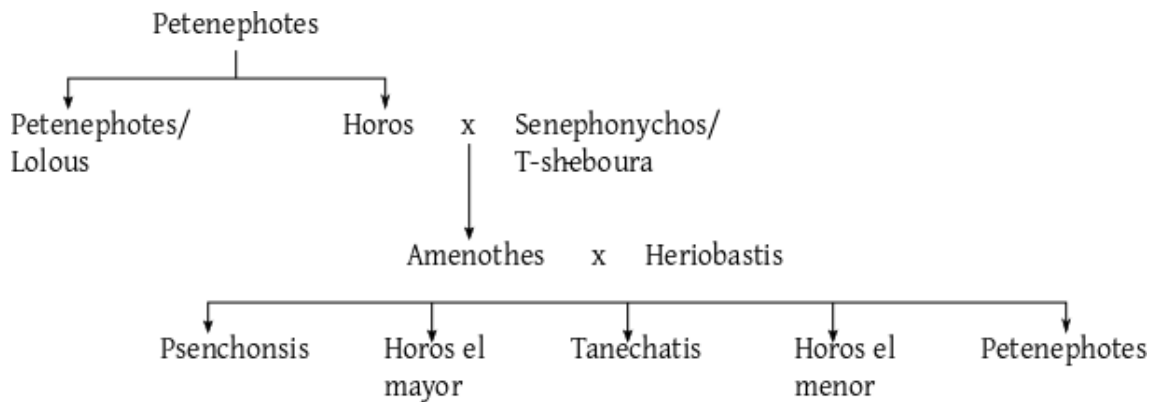 Petenephotes
Petenephotes/ Horos x Senephonychos/
Lolous T-sheboura
Amenothes x Heriobastis
Psenchonsis Horos el Tanechatis Horos el Petenephotes
mayor menor